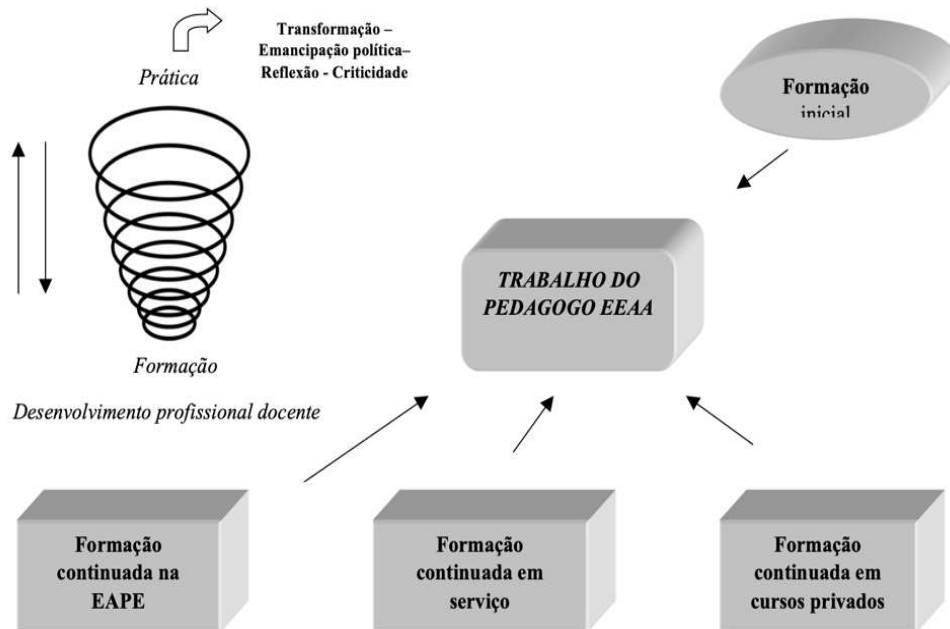 Transformação –
Emancipação política–
Reflexão - Criticidade
Prática
Formação
inicial
TRABALHO DO
PEDAGOGO EEAA
Formação
Desenvolvimento profissional docente
Formação
continuada na
EAPE
Formação
continuada em
serviço
Formação
continuada em
cursos privados